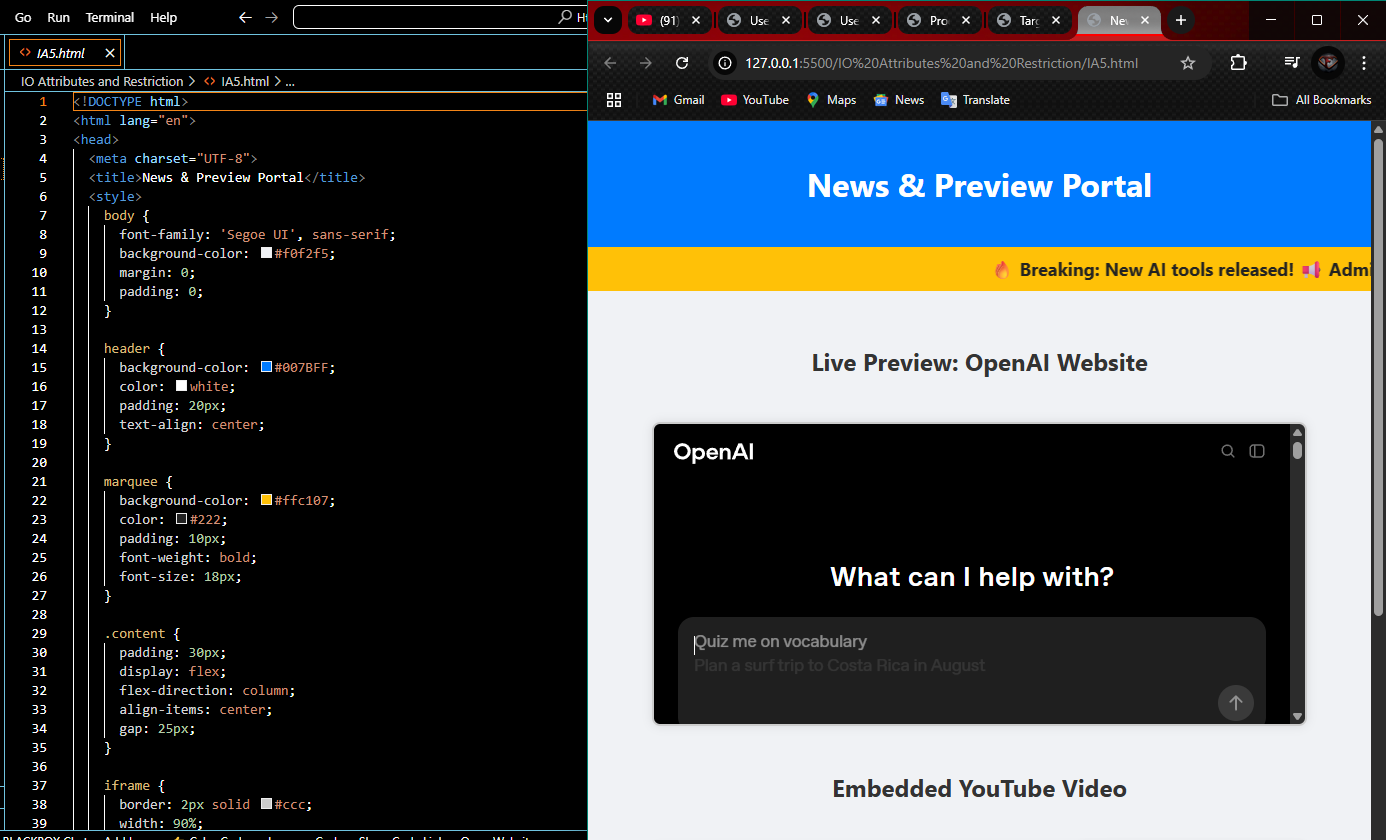 Go Run Terminal Help
IA5.html
IO Attributes and Restriction > IA5.html > ...
1 <!DOCTYPE html>
2 <html lang="en">
3 <head>
4 <meta charset="UTF-8">
5 <title>News & Preview Portal</title>
6 <style>
7 body {
8 font-family: 'Segoe UI', sans-serif;
9 background-color: #f0f2f5;
10 margin: 0;
11 padding: 0;
12 }
13
14 header {
15 background-color: #007BFF;
16 color: white;
17 padding: 20px;
18 text-align: center;
19 }
20
21 marquee {
22 background-color: #ffc107;
23 color: #222;
24 padding: 10px;
25 font-weight: bold;
26 font-size: 18px;
27 }
28
29 .content {
30 padding: 30px;
31 display: flex;
32 flex-direction: column;
33 align-items: center;
34 gap: 25px;
35 }
36
37 iframe {
38 border: 2px solid #ccc;
39 width: 90%;
(91) Use Use Pro Targ Nev
127.0.0.1:5500/IO%20Attributes%20and%20Restriction/IA5.html
Gmail YouTube Maps News Translate All Bookmarks
News & Preview Portal
🔥 Breaking: New AI tools released! 📢 Admi
Live Preview: OpenAI Website
OpenAI
What can I help with?
Quiz me on vocabulary
Plan a surf trip to Costa Rica in August
Embedded YouTube Video